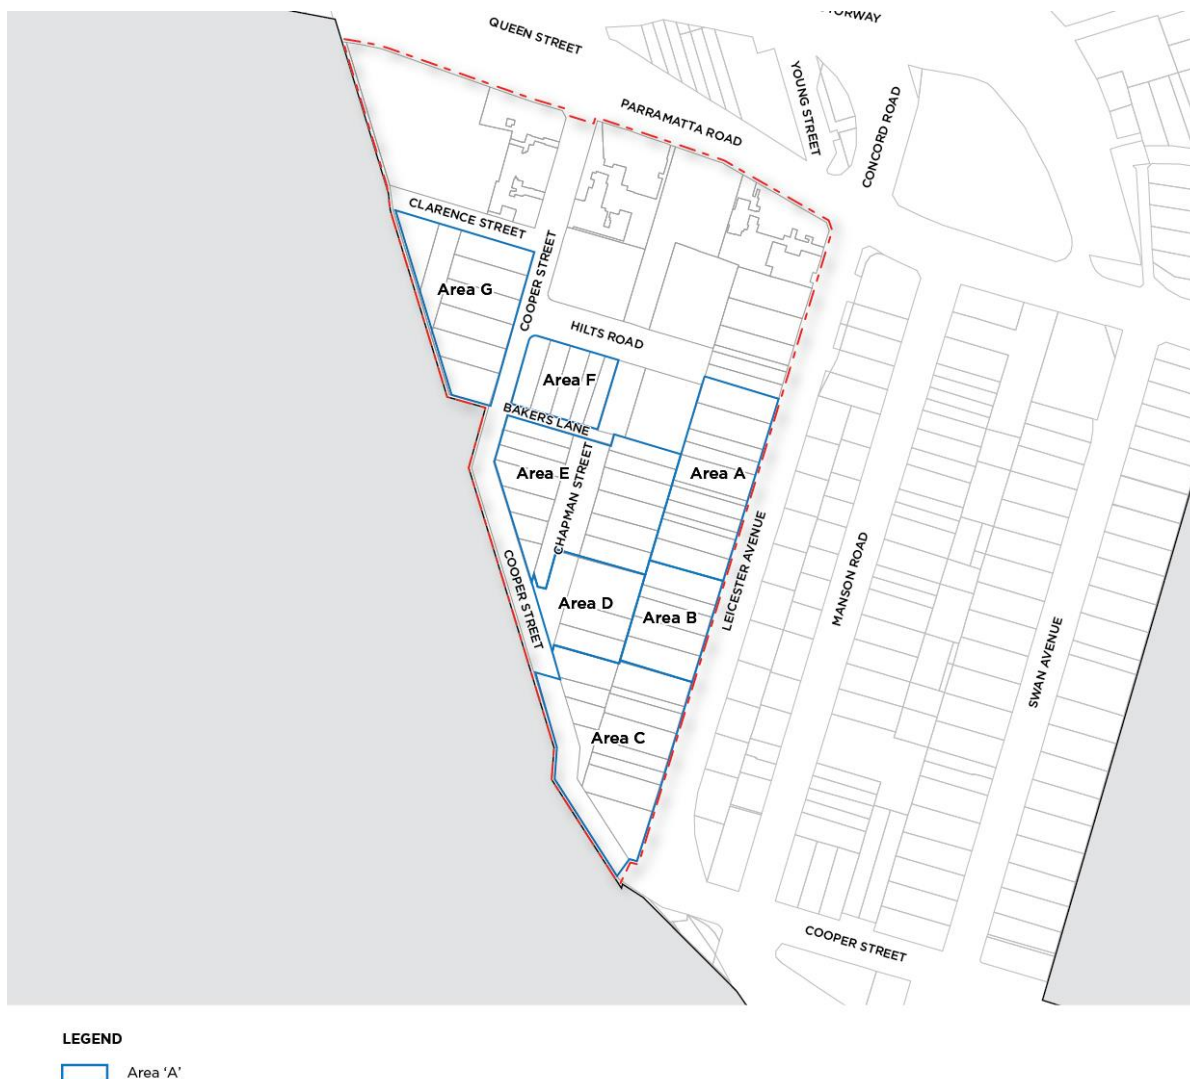 QUEEN STREET
YOUNG STREET
CONCORD ROAD
PARRAMATTA ROAD
CLARENCE STREET
COOPER STREET
Area G
HILTS ROAD
Area F
BAKERS LANE
Area E
CHAPMAN STREET
Area A
COOPER STREET
Area D
Area B
LEICESTER AVENUE
MANSON ROAD
SWAN AVENUE
Area C
COOPER STREET
LEGEND
Area ‘A’